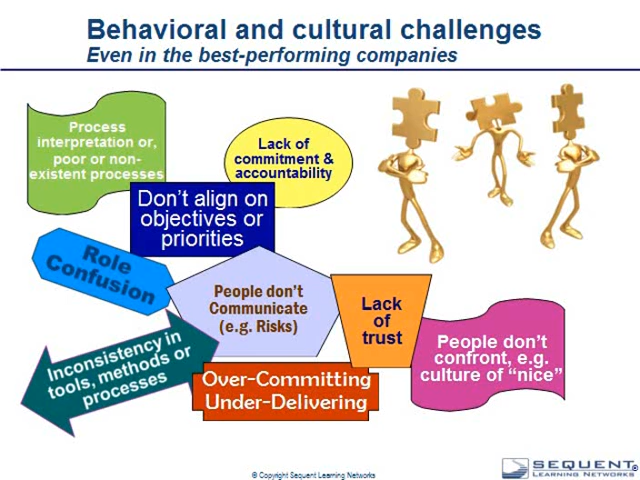 Behavioral and cultural challenges
Even in the best-performing companies
Process
interpretation or,
poor or non-
existent processes
Lack of
commitment &
accountability
Don't align on
objectives or
priorities
Role
Confusion
People don't
Communicate
(e.g. Risks)
Lack
of
trust
Inconsistency in
tools, methods or
processes
Over-Committing
Under-Delivering
People don't
confront, e.g.
culture of “nice”
© Copyright Sequent Learning Networks
SEQUENT®
LEARNING NETWORKS